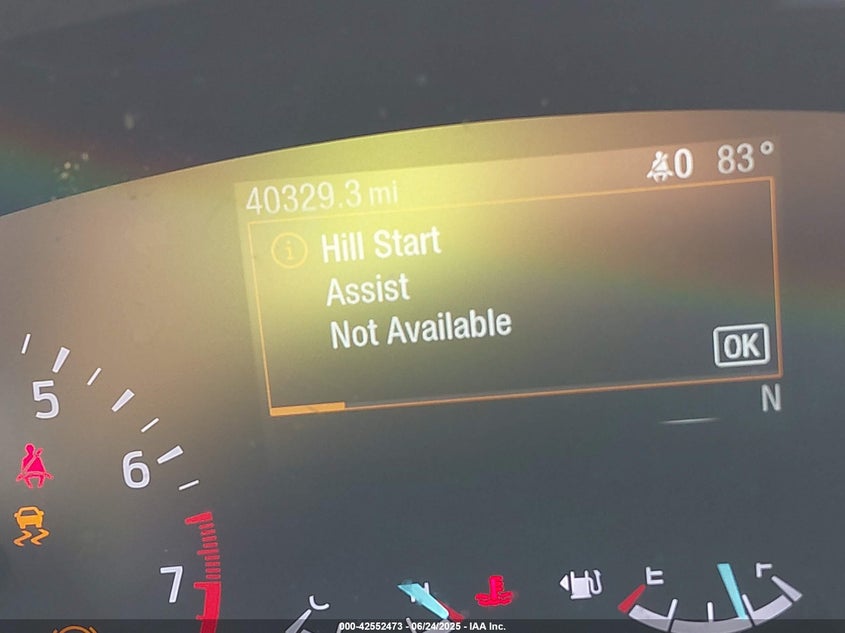 40329.3 mi
0 83°
Hill Start
Assist
Not Available
OK
N
5
6
7
E
F
C
H
000-42552473 - 06/24/2025 - IAA Inc.